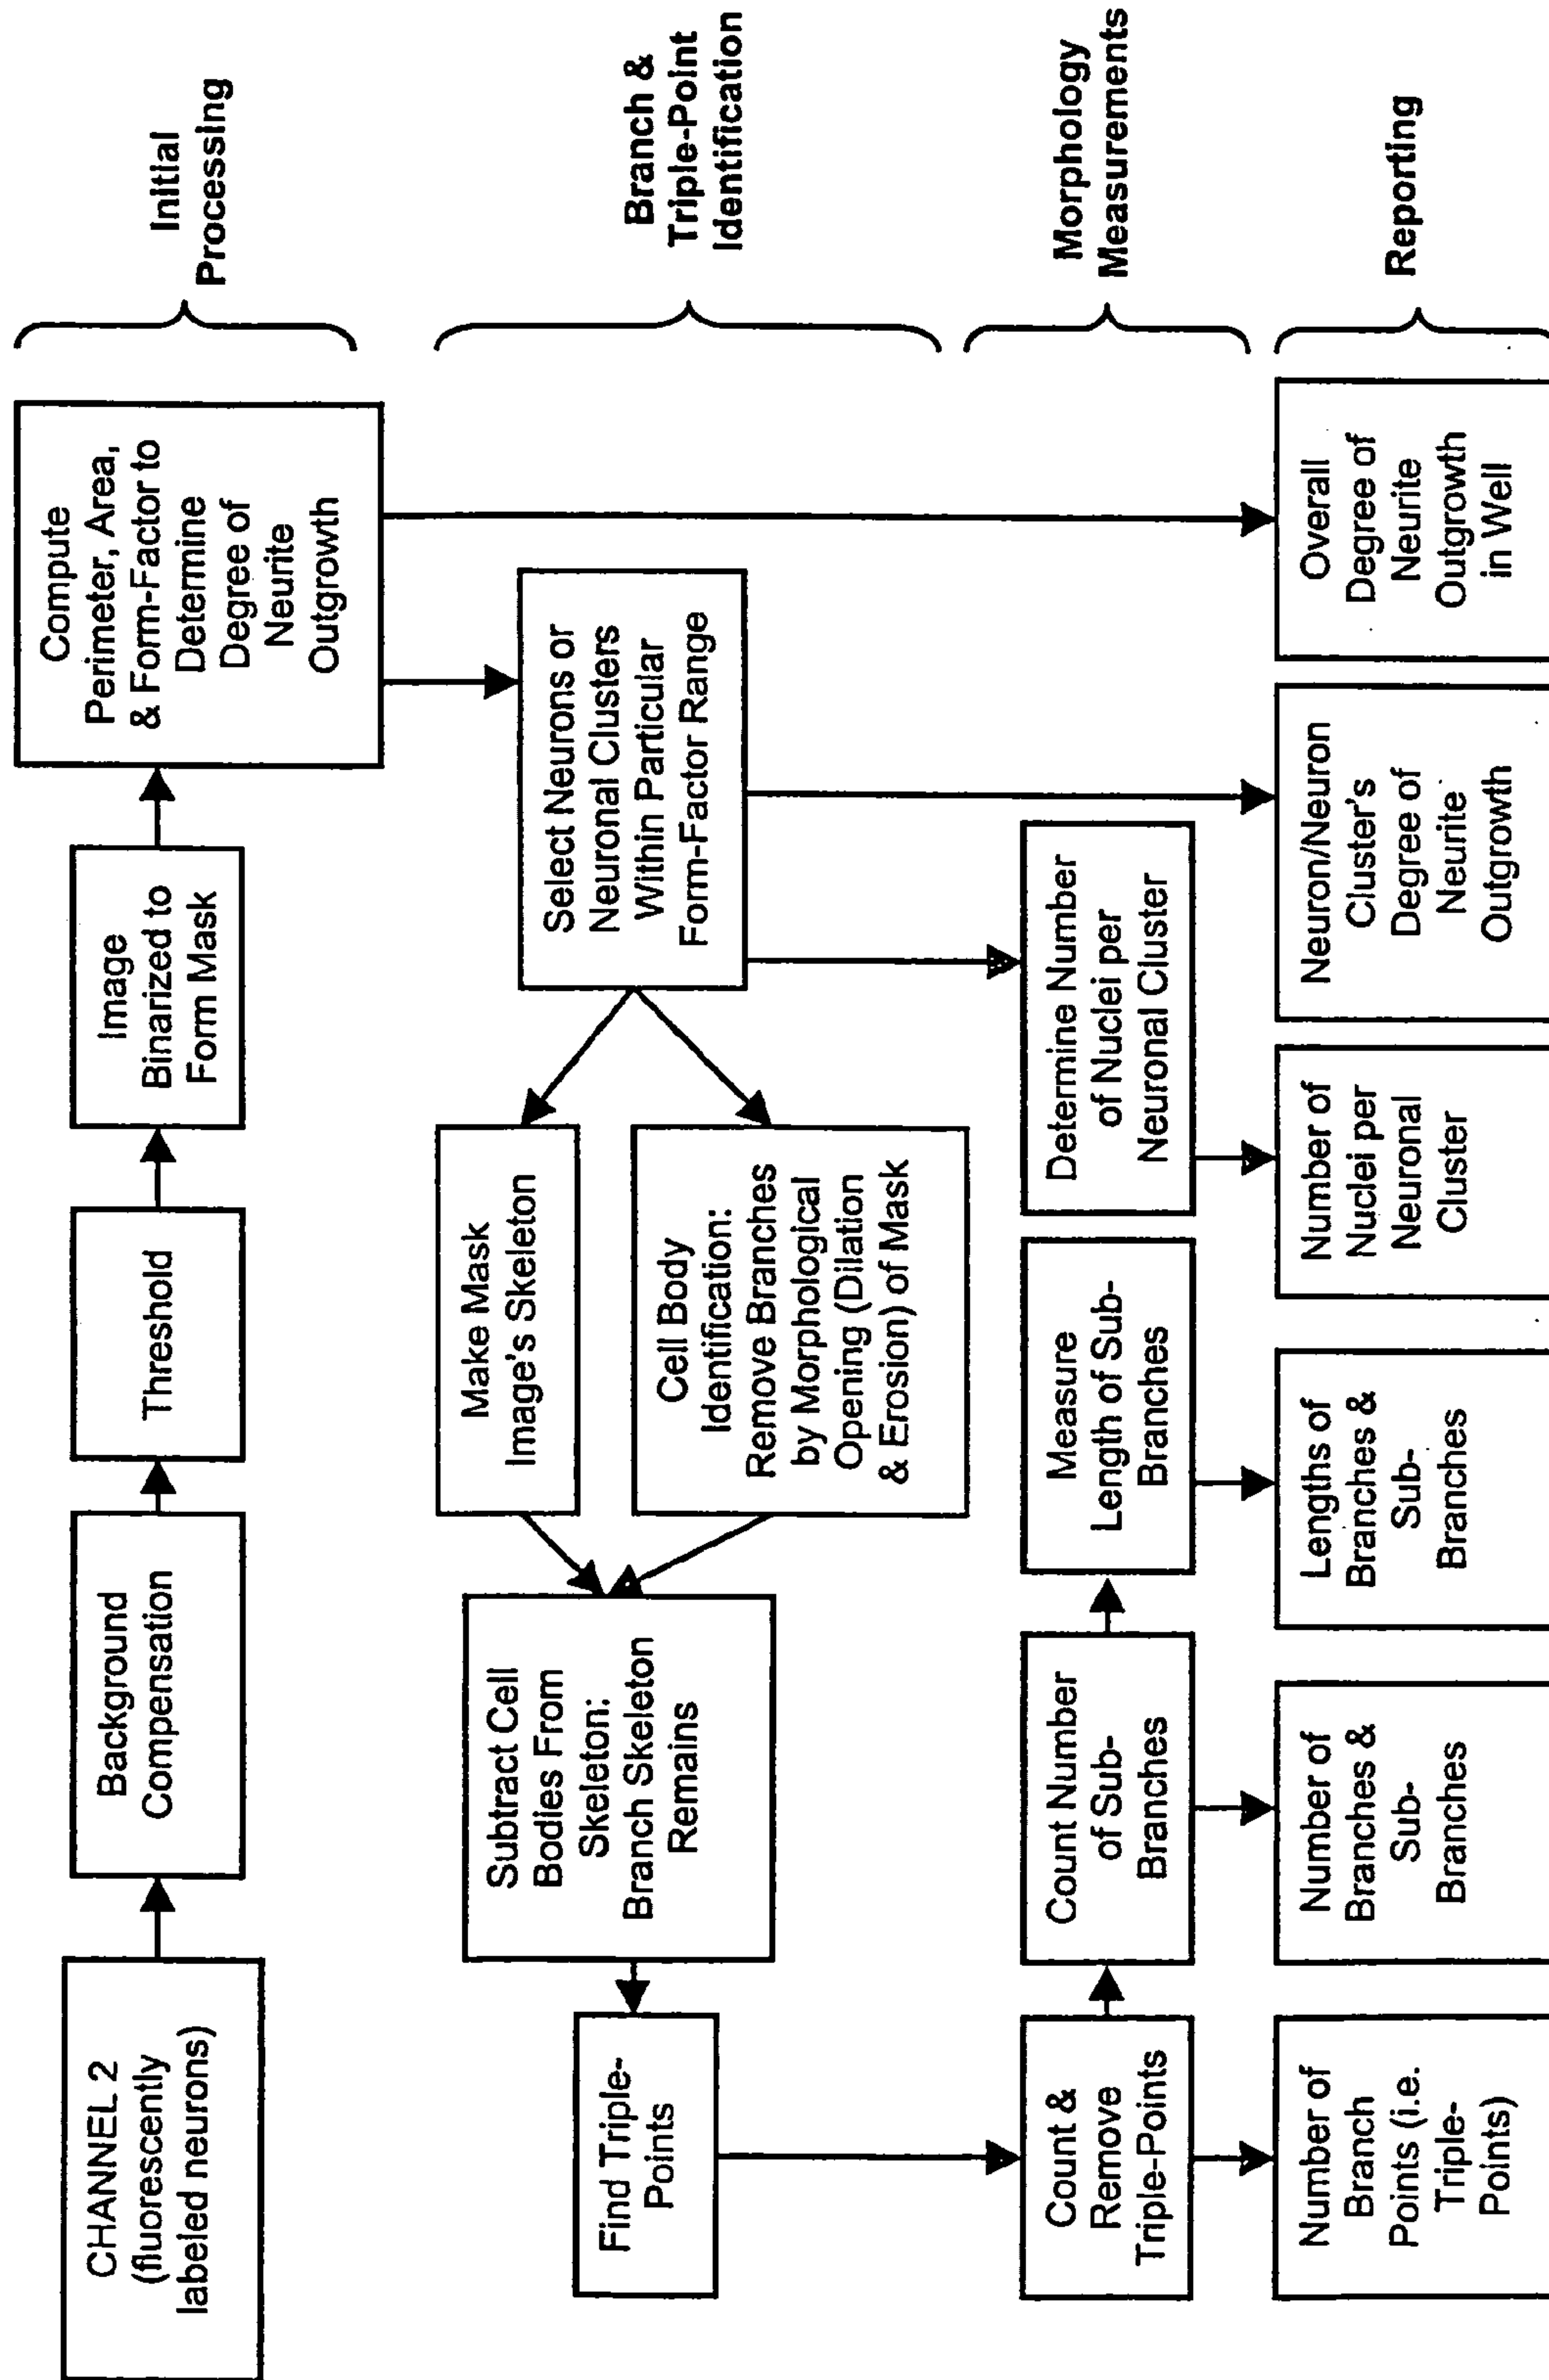 CHANNEL 2
(fluorescently
labeled neurons)
Background
Compensation
Threshold
Image
Binarized to
Form Mask
Compute
Perimeter, Area,
& Form-Factor to
Determine
Degree of
Neurite
Outgrowth
Initial
Processing
Find Triple-
Points
Subtract Cell
Bodies From
Skeleton:
Branch Skeleton
Remains
Make Mask
Image's Skeleton
Cell Body
Identification:
Remove Branches
by Morphological
Opening (Dilation
& Erosion) of Mask
Select Neurons or
Neuronal Clusters
Within Particular
Form-Factor Range
Branch &
Triple-Point
Identification
Count &
Remove
Triple-Points
Count Number
of Sub-
Branches
Measure
Length of Sub-
Branches
Determine Number
of Nuclei per
Neuronal Cluster
Morphology
Measurements
Number of
Branch
Points (i.e.
Triple-
Points)
Number of
Branches &
Sub-
Branches
Lengths of
Branches &
Sub-
Branches
Number of
Nuclei per
Neuronal
Cluster
Neuron/Neuron
Cluster's
Degree of
Neurite
Outgrowth
Overall
Degree of
Neurite
Outgrowth
in Well
Reporting